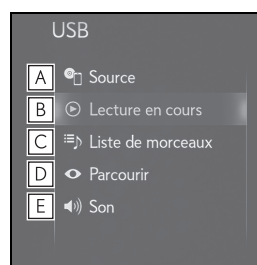 USB
A Source
B Lecture en cours
C Liste de morceaux
D Parcourir
E Son